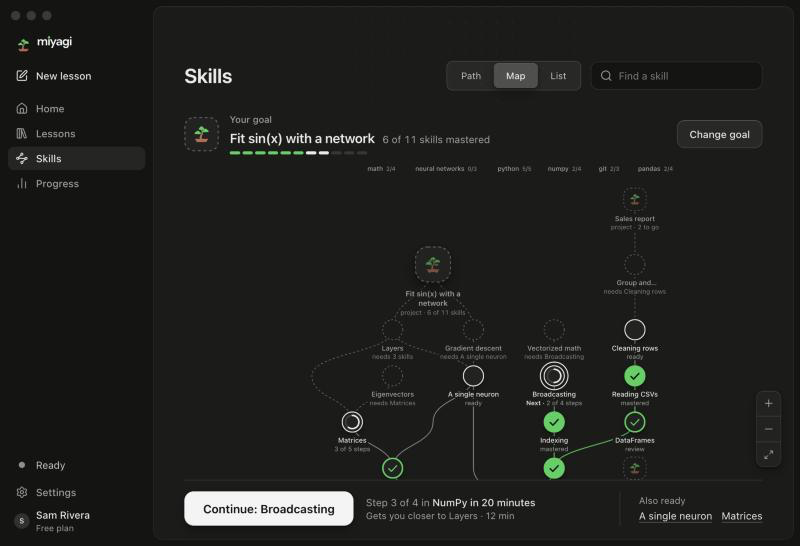 miyagi
New lesson
Home
Lessons
Skills
Progress
Ready
Settings
S
Sam Rivera
Free plan
Skills
Path
Map
List
Find a skill
Your goal
Fit sin(x) with a network 6 of 11 skills mastered
Change goal
math 2/4
neural networks 0/3
python 5/5
numpy 2/4
git 2/3
pandas 2/4
Sales report
project · 2 to go
Group and...
needs Cleaning rows
Fit sin(x) with a
network
project · 6 of 11 skills
Layers
needs 3 skills
Gradient descent
needs A single neuron
Vectorized math
needs Broadcasting
Cleaning rows
ready
Eigenvectors
needs Matrices
A single neuron
ready
Broadcasting
Next · 2 of 4 steps
Reading CSVs
mastered
Matrices
3 of 5 steps
Indexing
mastered
DataFrames
review
Continue: Broadcasting
Step 3 of 4 in NumPy in 20 minutes
Gets you closer to Layers · 12 min
Also ready
A single neuron Matrices